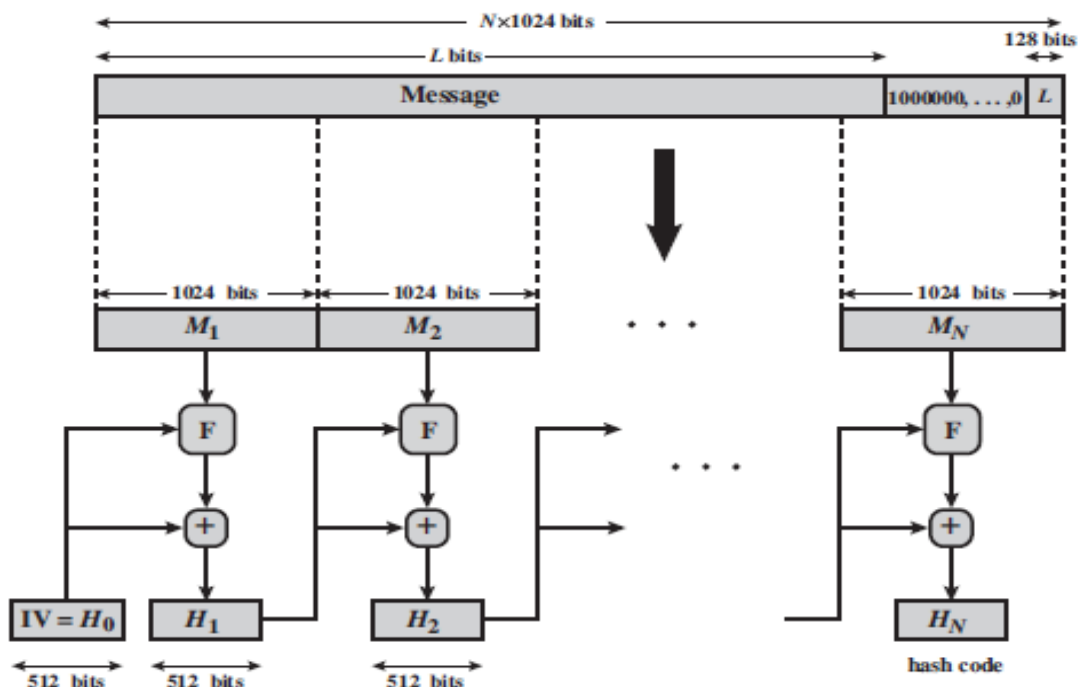 N×1024 bits
128 bits
L bits
Message 1000000, . . . ,0 L
1024 bits 1024 bits 1024 bits
M1 M2 . . . MN
F F F
. . .
+ + +
IV = H0 H1 H2 HN
hash code
512 bits 512 bits 512 bits